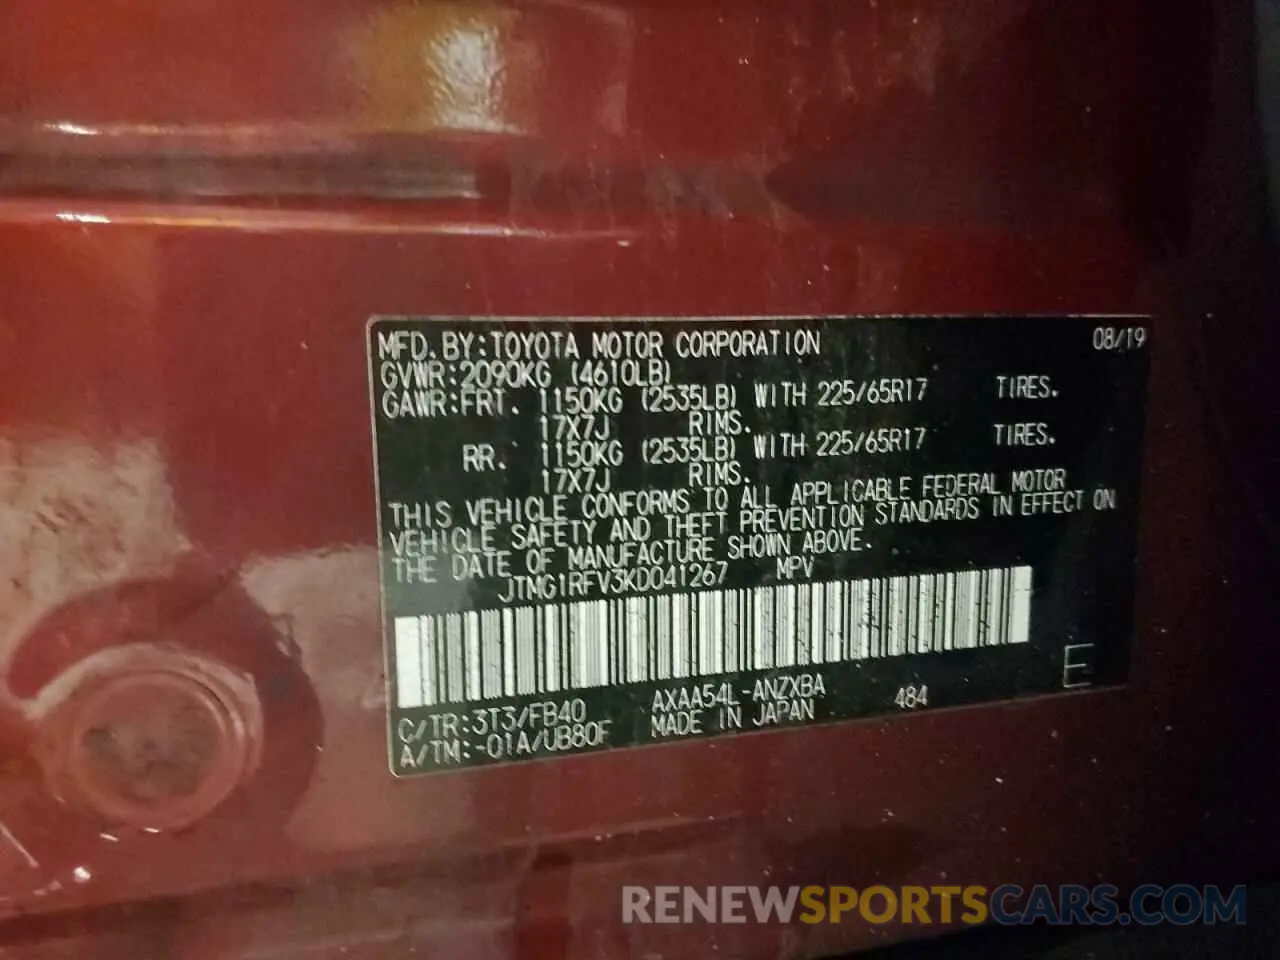 MFD. BY: TOYOTA MOTOR CORPORATION 08/19
GVWR: 2090KG (4610LB)
GAWR: FRT. 1150KG (2535LB) WITH 225/65R17 TIRES.
17X7J RIMS.
RR. 1150KG (2535LB) WITH 225/65R17 TIRES.
17X7J RIMS.
THIS VEHICLE CONFORMS TO ALL APPLICABLE FEDERAL MOTOR
VEHICLE SAFETY AND THEFT PREVENTION STANDARDS IN EFFECT ON
THE DATE OF MANUFACTURE SHOWN ABOVE.
JTMG1RFV3KD041267 MPV
C/TR: 3T3/FB40 AXAA54L-ANZXBA 484 E
A/TM: -01A/UB80F MADE IN JAPAN
RENEWSPORTSCARS.COM